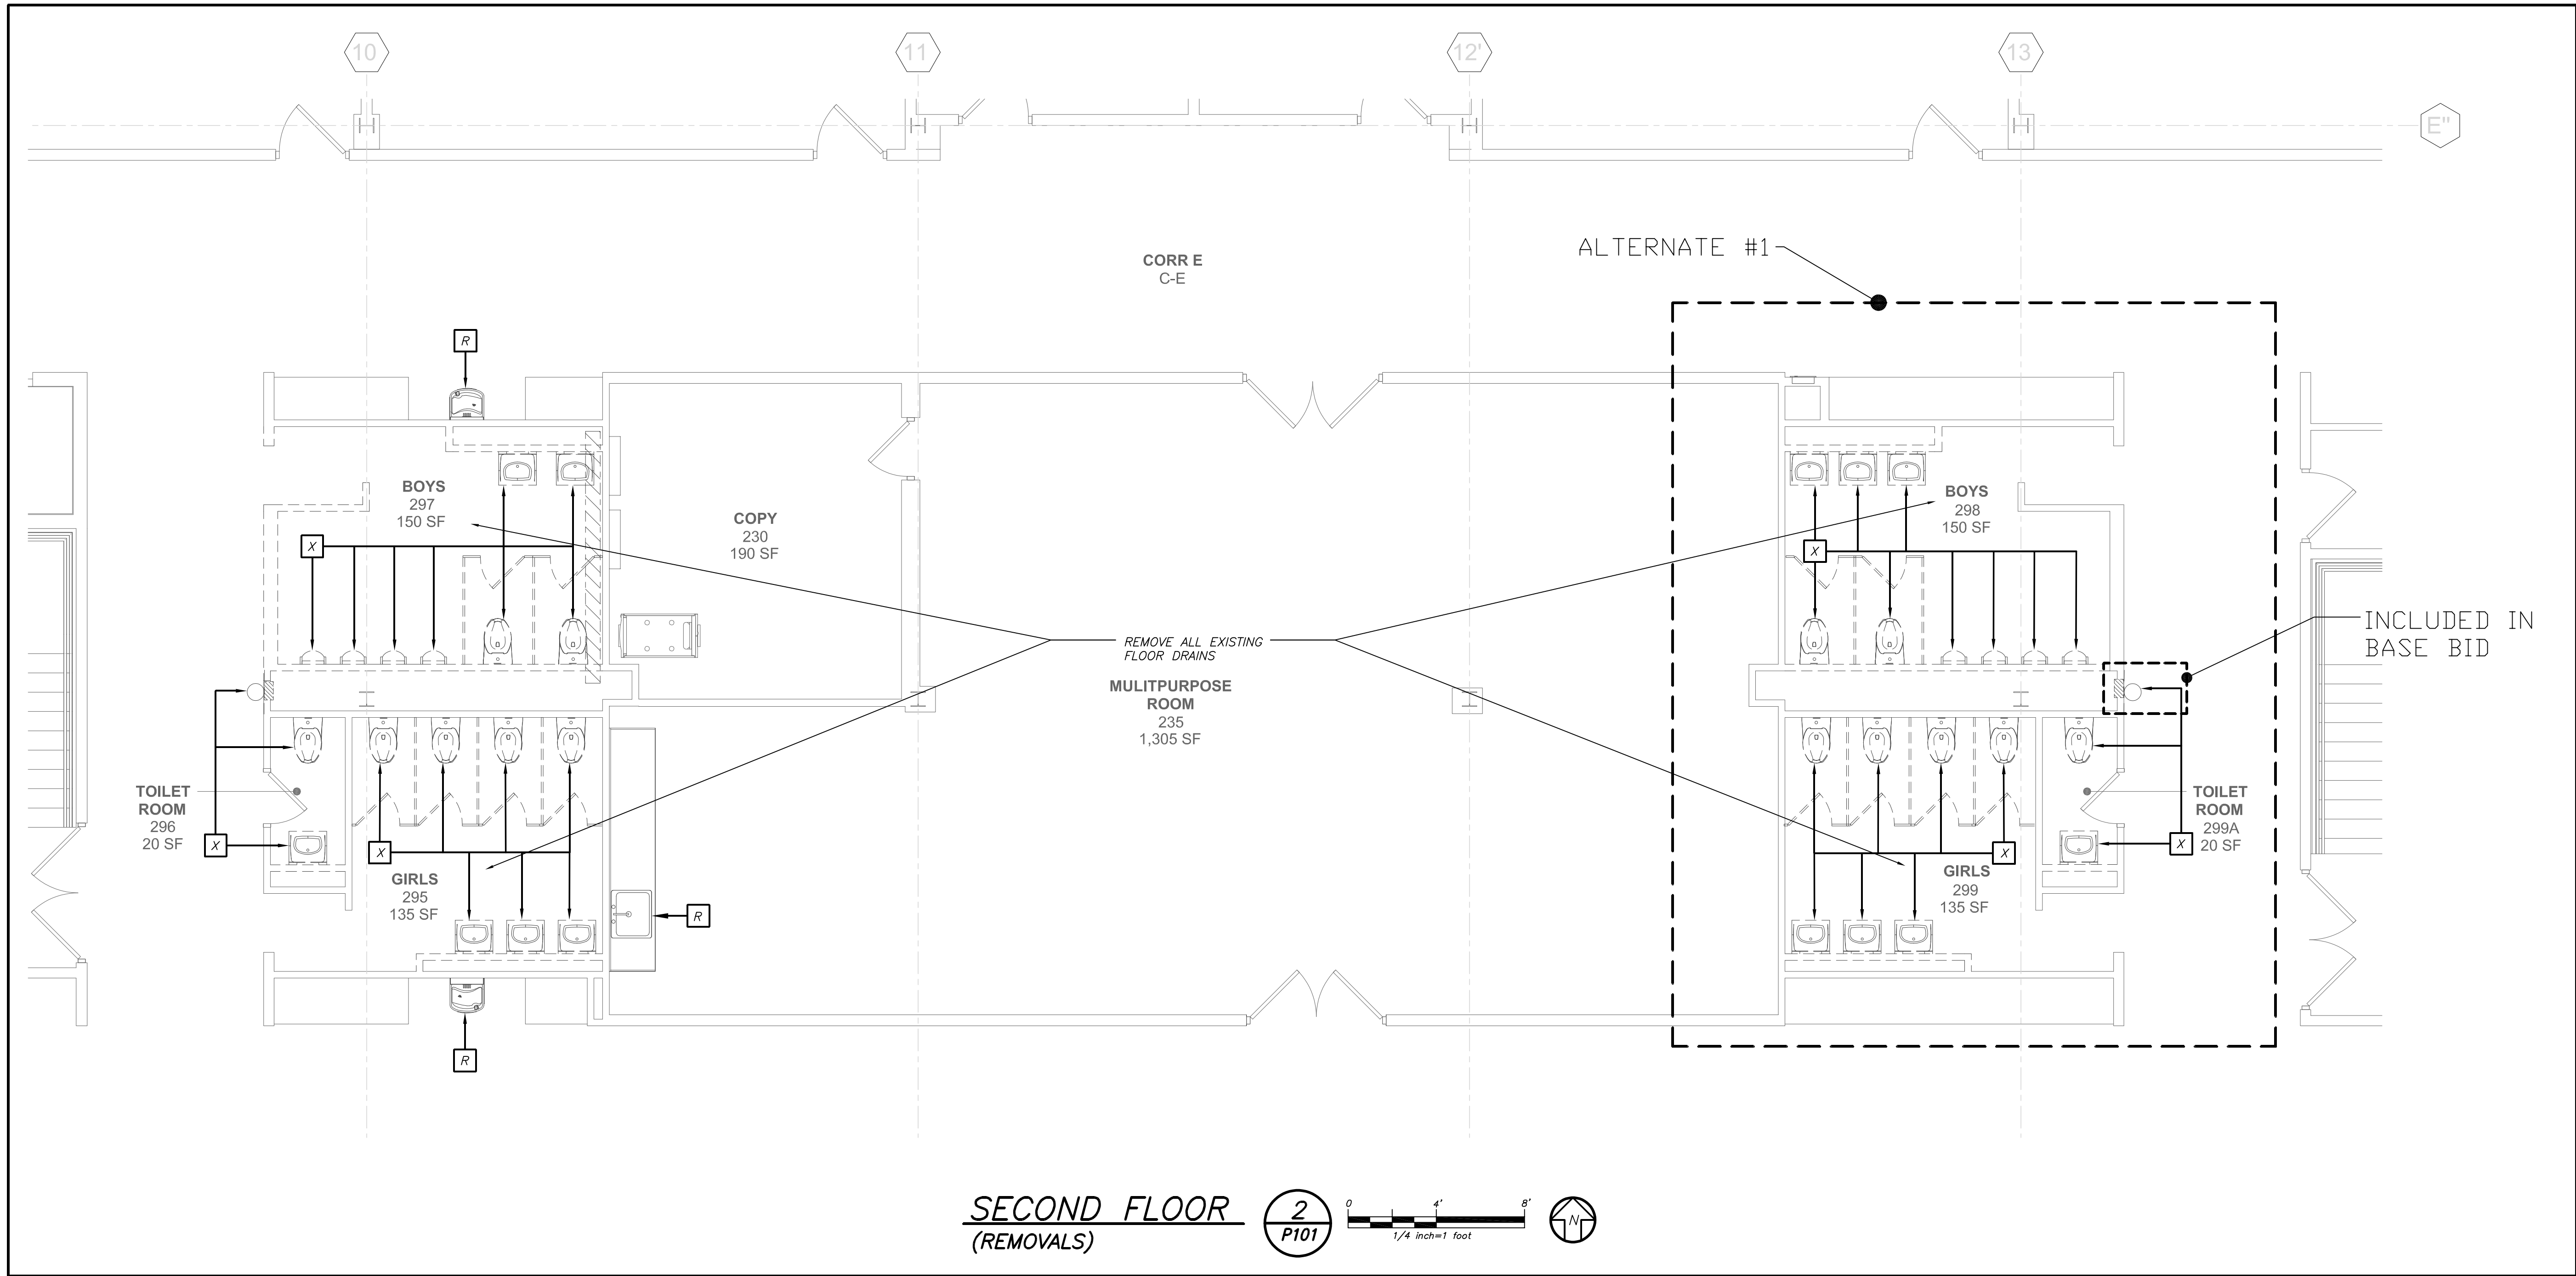 10
11
12'
13
E"
CORR E
C-E
ALTERNATE #1
R
BOYS
297
150 SF
COPY
230
190 SF
BOYS
298
150 SF
X
X
REMOVE ALL EXISTING
FLOOR DRAINS
INCLUDED IN
BASE BID
MULITPURPOSE
ROOM
235
1,305 SF
TOILET
ROOM
296
20 SF
X
X
GIRLS
295
135 SF
R
X
GIRLS
299
135 SF
TOILET
ROOM
299A
20 SF
X
R
SECOND FLOOR
(REMOVALS)
2
P101
0 4' 8'
1/4 inch=1 foot
N